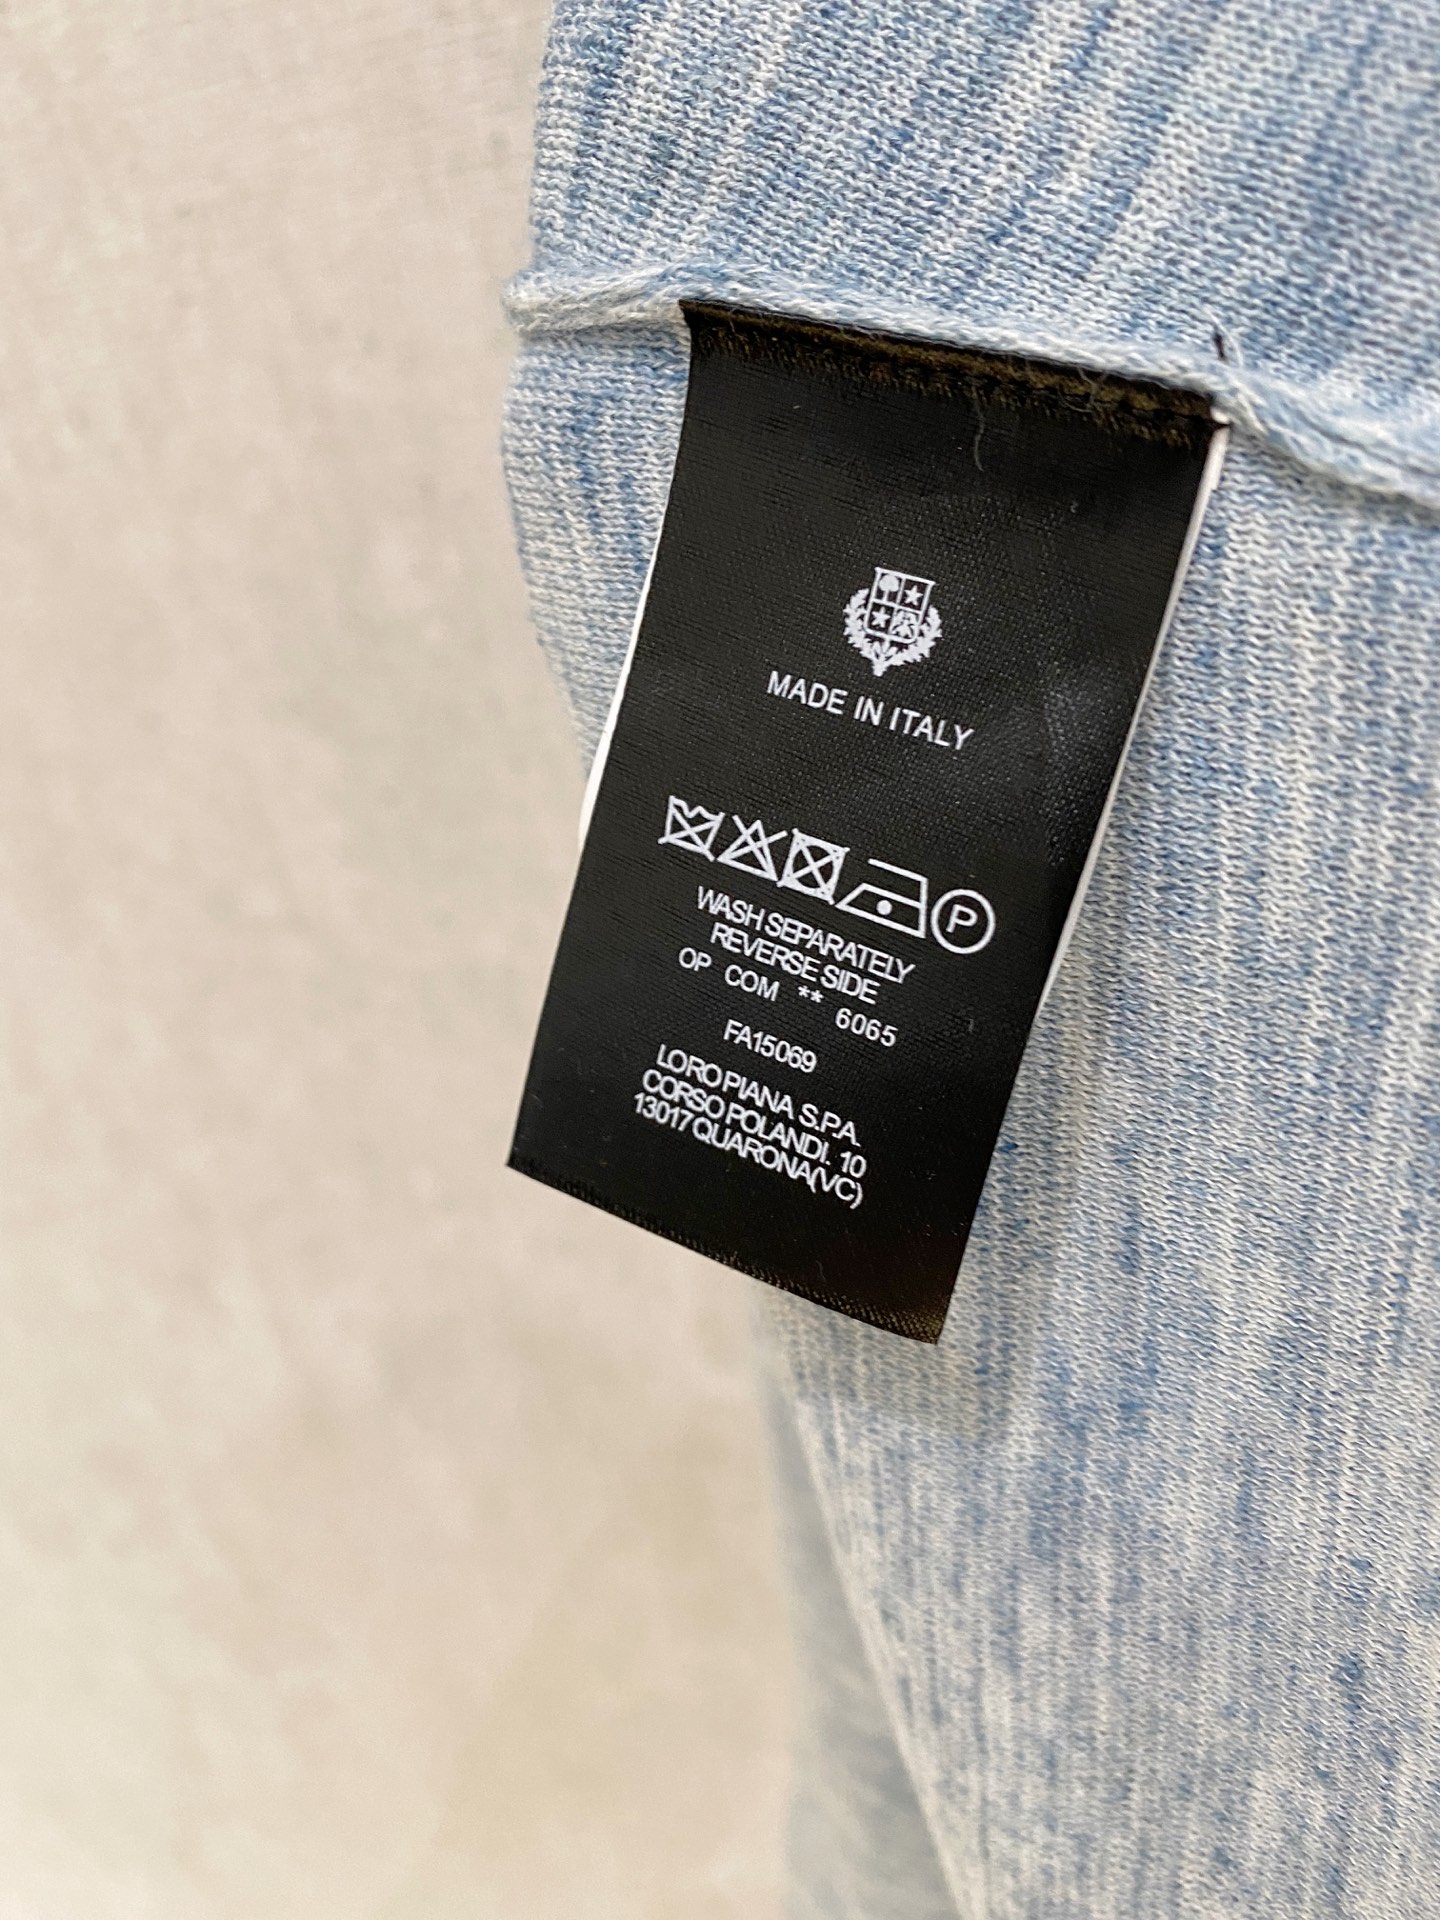 MADE IN ITALY
P
WASH SEPARATELY
REVERSE SIDE
OP COM ** 6065
FA15069
LORO PIANA S.P.A.
CORSO POLANDI. 10
13017 QUARONA(VC)